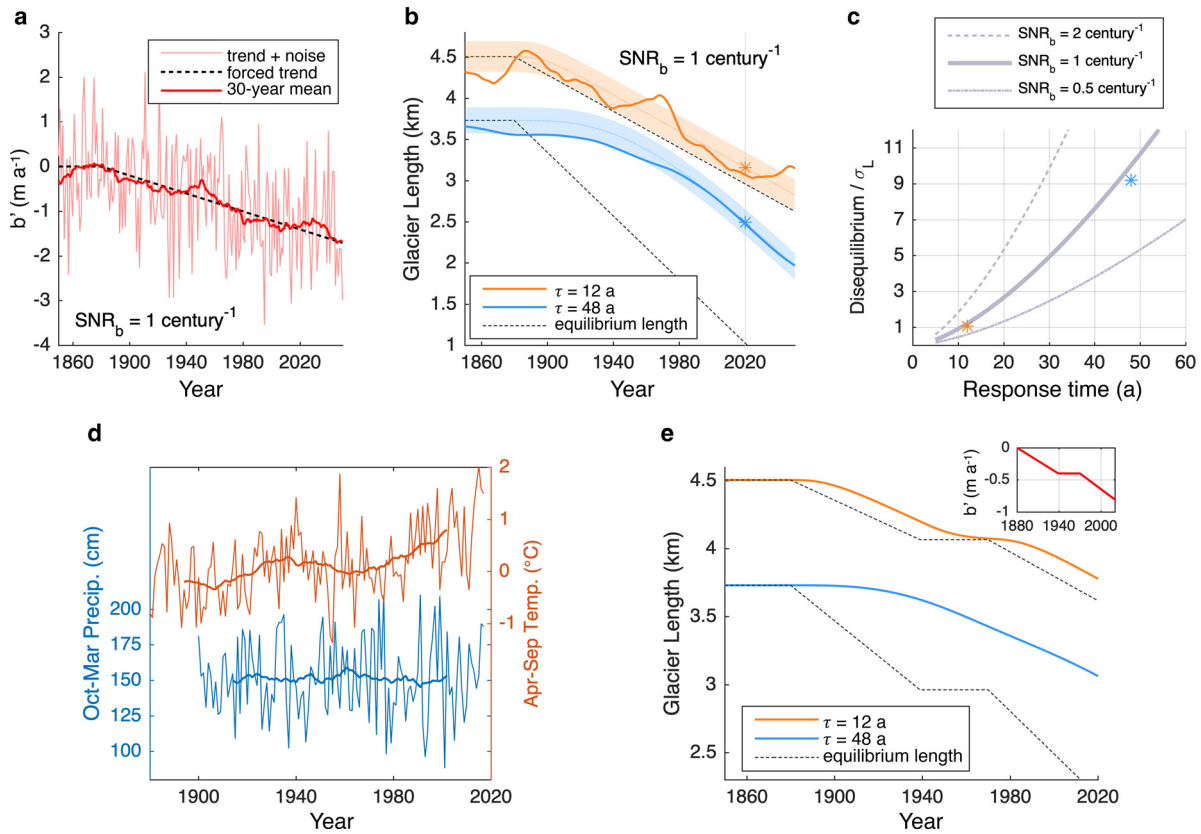 a
3
2
1
0
-1
-2
-3
-4
b' (m a⁻¹)
trend + noise
forced trend
30-year mean
SNR_b = 1 century⁻¹
1860
1900
1940
1980
2020
Year
b
4.5
4
3.5
3
2.5
2
1.5
1
Glacier Length (km)
SNR_b = 1 century⁻¹
τ = 12 a
τ = 48 a
equilibrium length
1860
1900
1940
1980
2020
Year
c
SNR_b = 2 century⁻¹
SNR_b = 1 century⁻¹
SNR_b = 0.5 century⁻¹
11
9
7
5
3
1
Disequilibrium / σ_L
0
10
20
30
40
50
60
Response time (a)
d
200
175
150
125
100
Oct-Mar Precip. (cm)
2
1
0
-1
Apr-Sep Temp. (°C)
1900
1940
1980
2020
Year
e
4.5
4
3.5
3
2.5
Glacier Length (km)
0
-0.5
-1
b' (m a⁻¹)
1880
1940
2000
τ = 12 a
τ = 48 a
equilibrium length
1860
1900
1940
1980
2020
Year